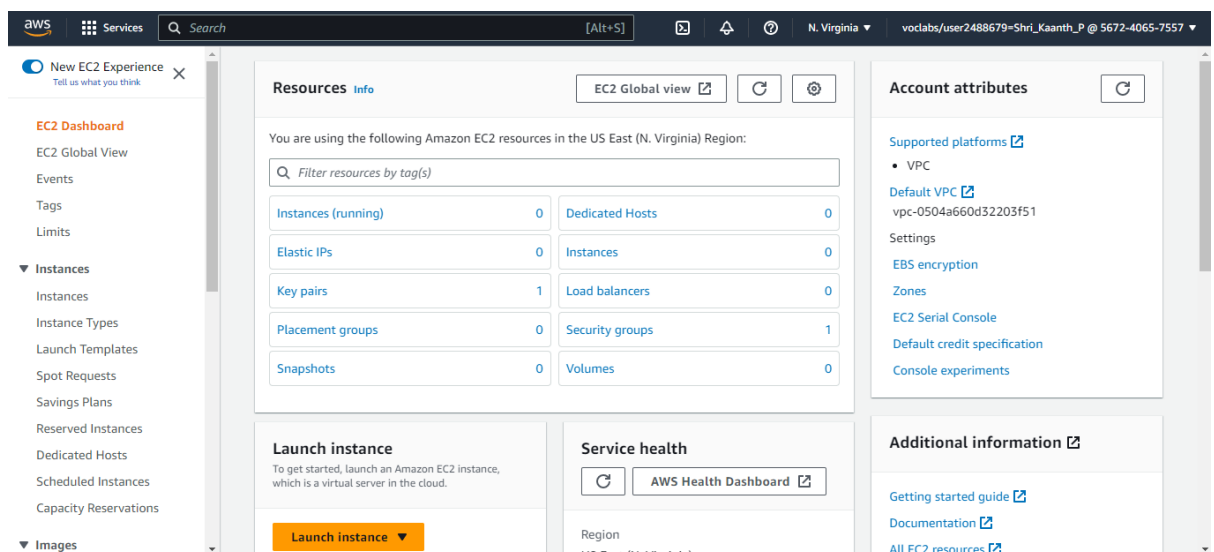 aws
Services
Search [Alt+S]
N. Virginia
voclabs/user2488679=Shri_Kaanth_P @ 5672-4065-7557
New EC2 Experience
Tell us what you think
EC2 Dashboard
EC2 Global View
Events
Tags
Limits
Instances
Instances
Instance Types
Launch Templates
Spot Requests
Savings Plans
Reserved Instances
Dedicated Hosts
Scheduled Instances
Capacity Reservations
Images
Resources Info
EC2 Global view
You are using the following Amazon EC2 resources in the US East (N. Virginia) Region:
Filter resources by tag(s)
Instances (running) 0
Dedicated Hosts 0
Elastic IPs 0
Instances 0
Key pairs 1
Load balancers 0
Placement groups 0
Security groups 1
Snapshots 0
Volumes 0
Launch instance
To get started, launch an Amazon EC2 instance,
which is a virtual server in the cloud.
Launch instance
Service health
AWS Health Dashboard
Region
Account attributes
Supported platforms
• VPC
Default VPC
vpc-0504a660d32203f51
Settings
EBS encryption
Zones
EC2 Serial Console
Default credit specification
Console experiments
Additional information
Getting started guide
Documentation
All EC2 resources